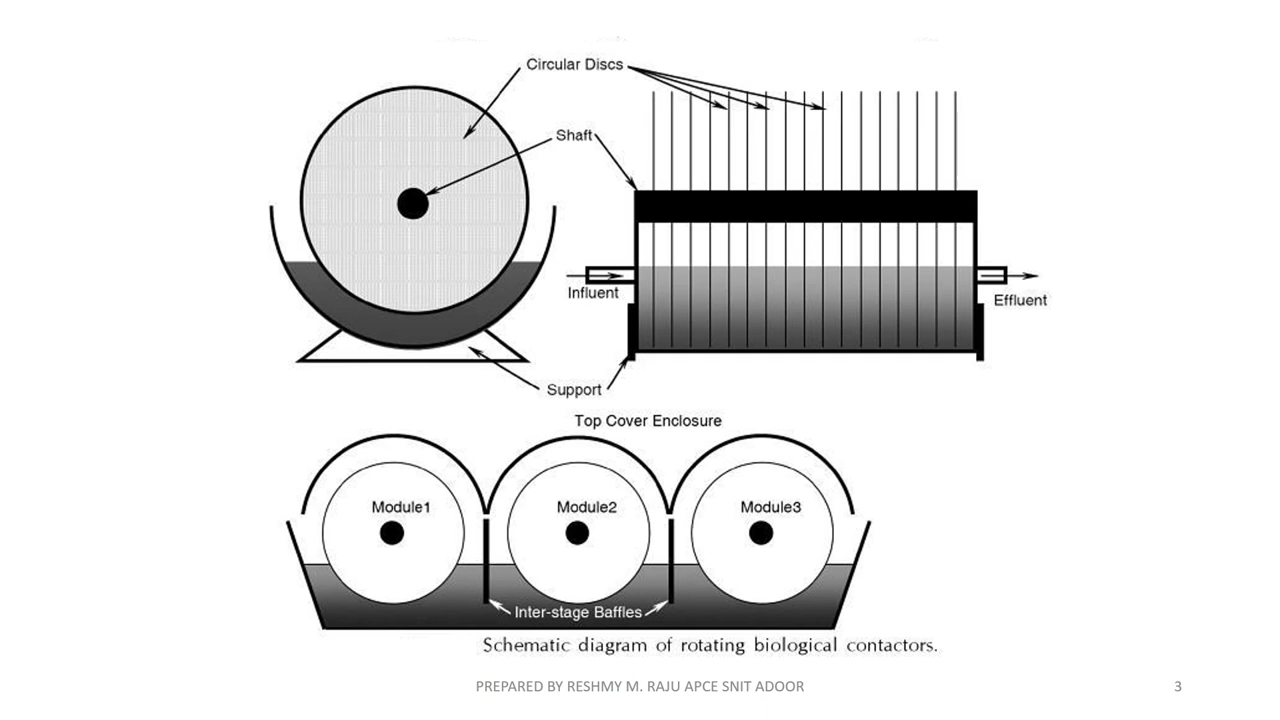 Circular Discs
Shaft
Influent
Effluent
Support
Top Cover Enclosure
Module1
Module2
Module3
Inter-stage Baffles
Schematic diagram of rotating biological contactors.
PREPARED BY RESHMY M. RAJU APCE SNIT ADOOR
3